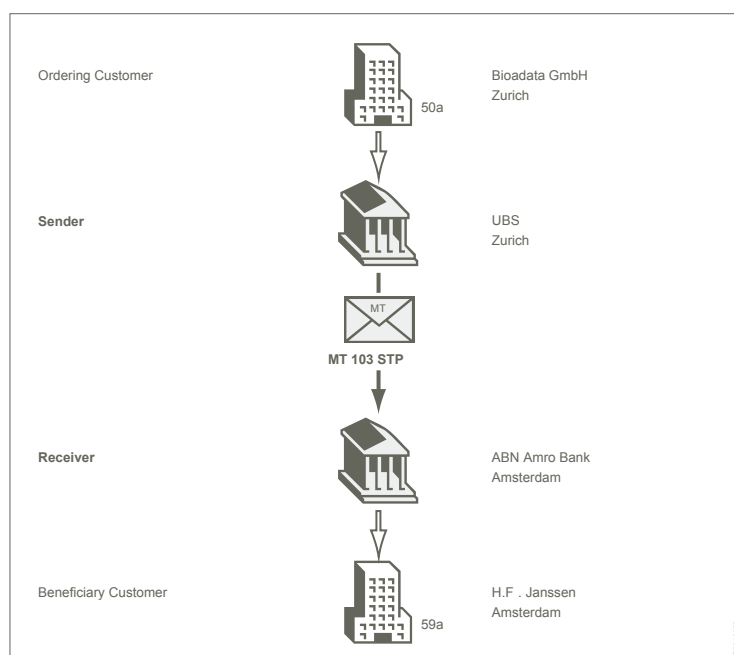 Ordering Customer
50a
Bioadata GmbH
Zurich
Sender
UBS
Zurich
MT
MT 103 STP
Receiver
ABN Amro Bank
Amsterdam
Beneficiary Customer
59a
H.F . Janssen
Amsterdam